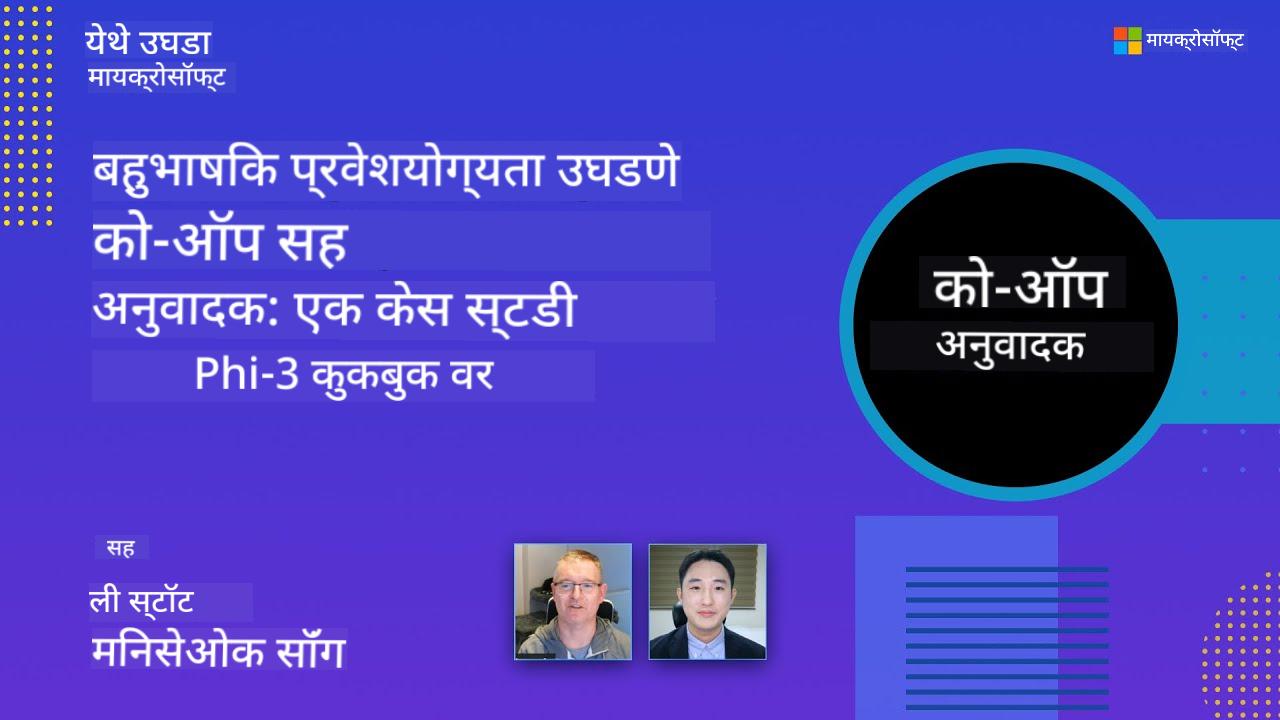 येथे उघडा
मायक्रोसॉफ्ट
मायक्रोसॉफ्ट
बहुभाषकि प्रवेशयोग्यता उघडणे
को-ऑप सह
अनुवादक: एक केस स्टडी
Phi-3 कुकबुक वर
को-ऑप
अनुवादक
सह
ली स्टॉट
मनिसेओक सॉंग